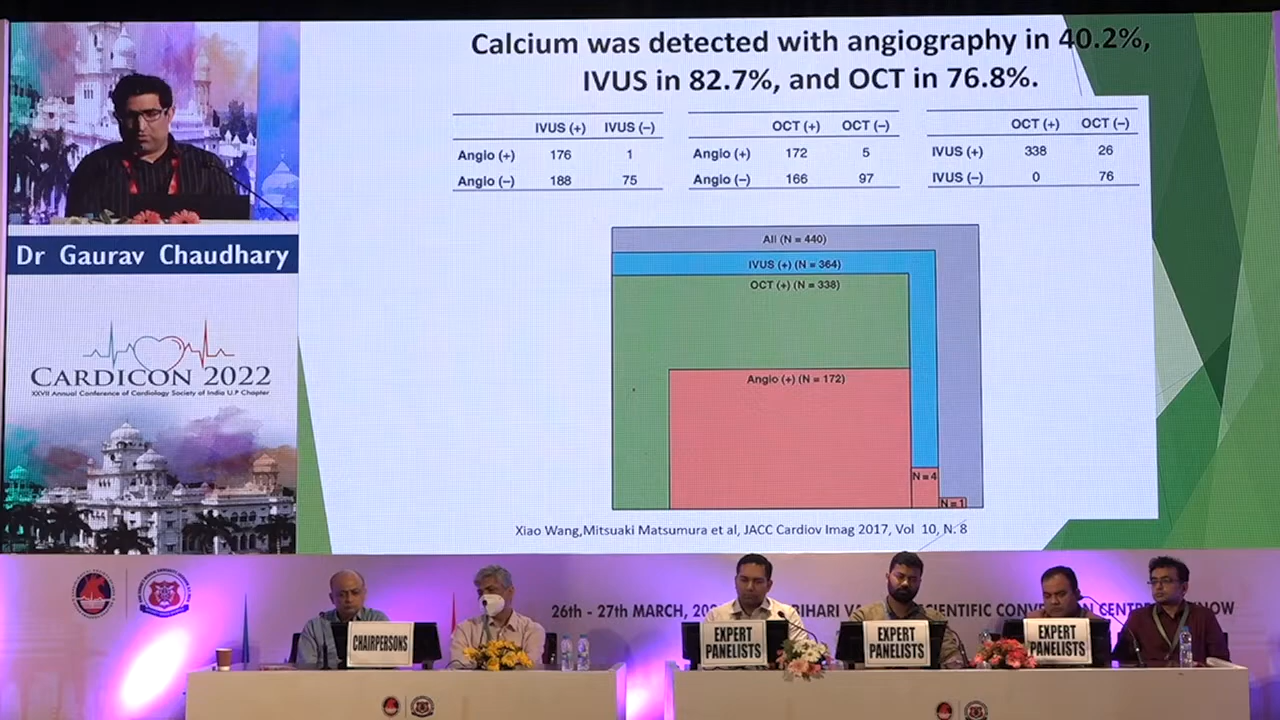 Calcium was detected with angiography in 40.2%,
IVUS in 82.7%, and OCT in 76.8%.
IVUS (+) IVUS (–)
Angio (+) 176 1
Angio (–) 188 75
OCT (+) OCT (–)
Angio (+) 172 5
Angio (–) 166 97
OCT (+) OCT (–)
IVUS (+) 338 26
IVUS (–) 0 76
All (N = 440)
IVUS (+) (N = 364)
OCT (+) (N = 338)
Angio (+) (N = 172)
N = 4
N = 1
Xiao Wang,Mitsuaki Matsumura et al, JACC Cardiov Imag 2017, Vol 10, N. 8
Dr Gaurav Chaudhary
CARDICON 2022
XXVII Annual Conference of Cardiology Society of India U.P Chapter
26th - 27th MARCH, BIHARI
CHAIRPERSONS
EXPERT
PANELISTS
EXPERT
PANELISTS
EXPERT
PANELISTS